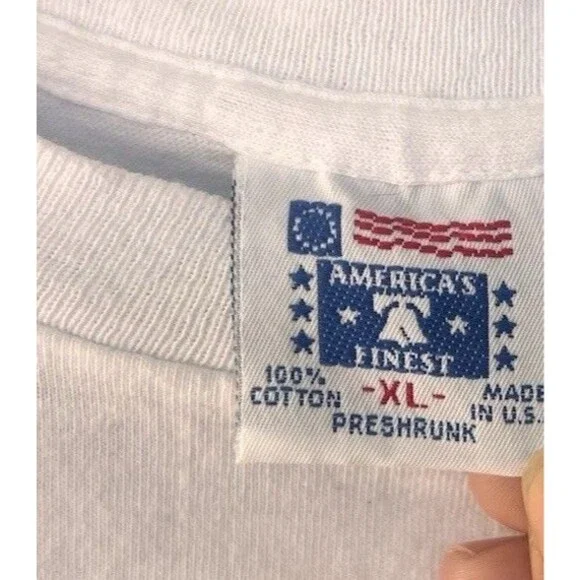 AMERICA'S
FINEST
100%
COTTON
-XL-
MADE
IN U.S.
PRESHRUNK